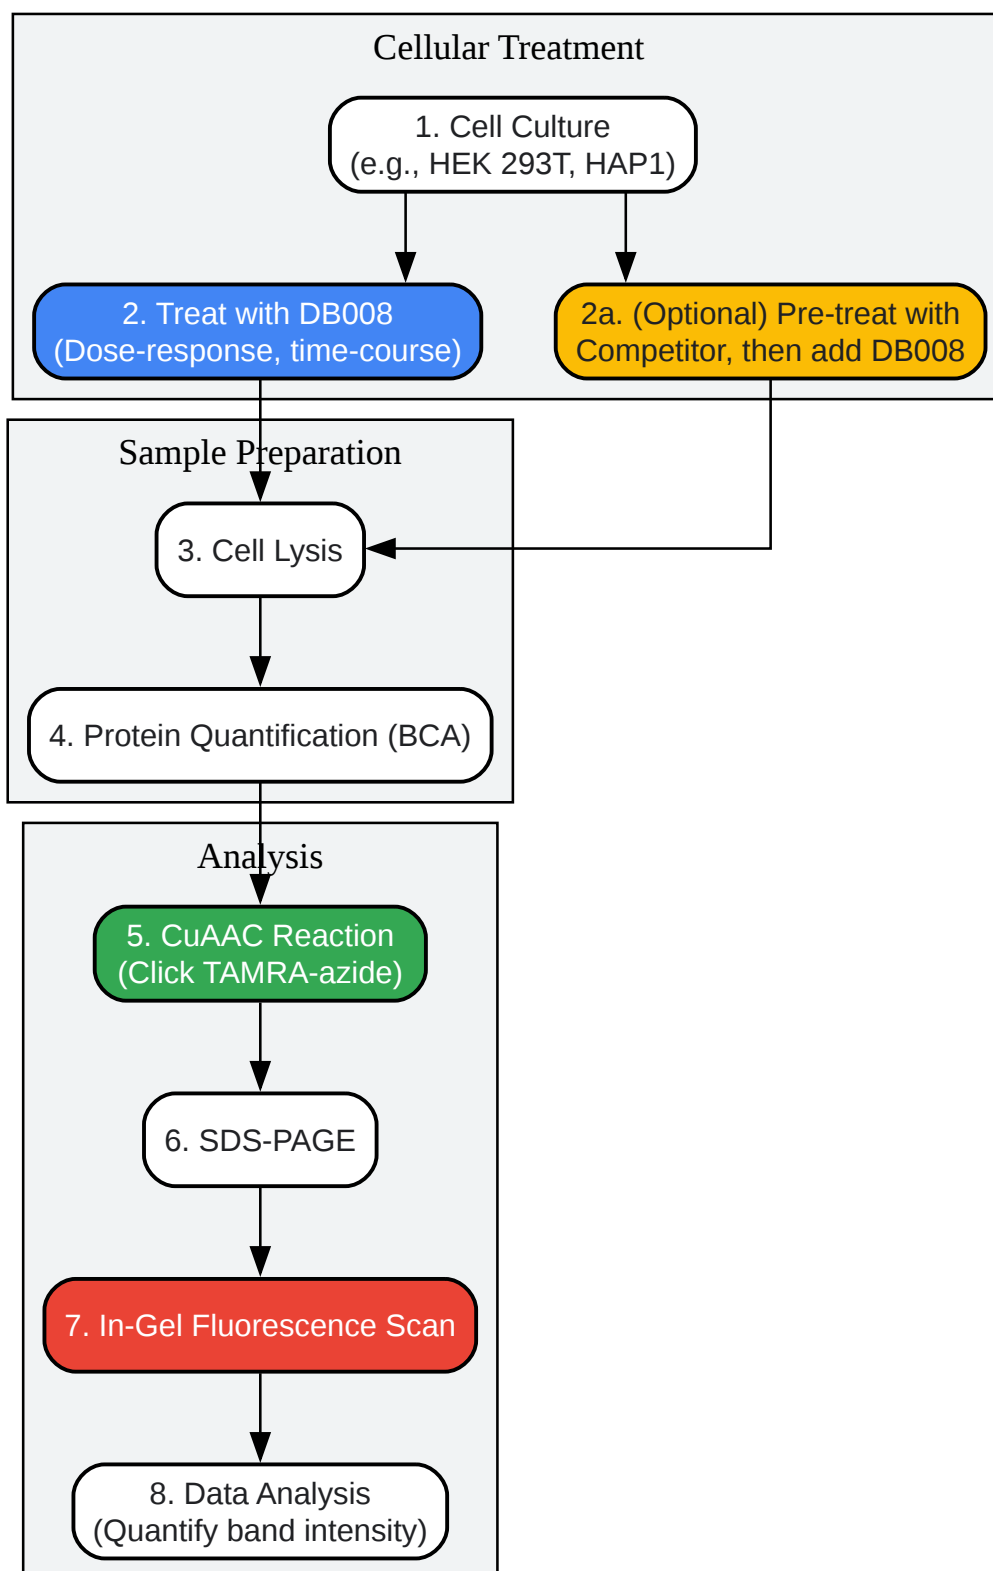 Cellular Treatment
1. Cell Culture
(e.g., HEK 293T, HAP1)
2. Treat with DB008
(Dose-response, time-course)
2a. (Optional) Pre-treat with
Competitor, then add DB008
Sample Preparation
3. Cell Lysis
4. Protein Quantification (BCA)
Analysis
5. CuAAC Reaction
(Click TAMRA-azide)
6. SDS-PAGE
7. In-Gel Fluorescence Scan
8. Data Analysis
(Quantify band intensity)